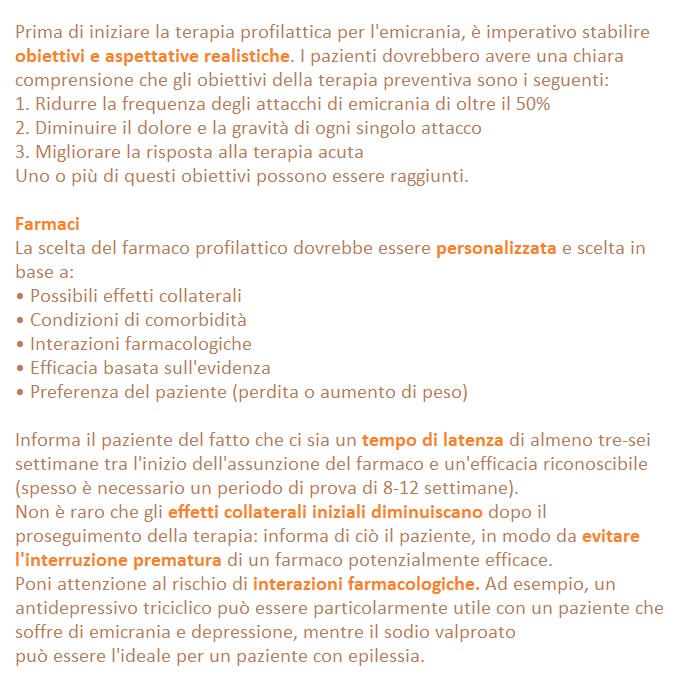 Prima di iniziare la terapia profilattica per l'emicrania, è imperativo stabilire
obiettivi e aspettative realistiche. I pazienti dovrebbero avere una chiara
comprensione che gli obiettivi della terapia preventiva sono i seguenti:
1. Ridurre la frequenza degli attacchi di emicrania di oltre il 50%
2. Diminuire il dolore e la gravità di ogni singolo attacco
3. Migliorare la risposta alla terapia acuta
Uno o più di questi obiettivi possono essere raggiunti.
Farmaci
La scelta del farmaco profilattico dovrebbe essere personalizzata e scelta in
base a:
• Possibili effetti collaterali
• Condizioni di comorbidità
• Interazioni farmacologiche
• Efficacia basata sull'evidenza
• Preferenza del paziente (perdita o aumento di peso)
Informa il paziente del fatto che ci sia un tempo di latenza di almeno tre-sei
settimane tra l'inizio dell'assunzione del farmaco e un'efficacia riconoscibile
(spesso è necessario un periodo di prova di 8-12 settimane).
Non è raro che gli effetti collaterali iniziali diminuiscano dopo il
proseguimento della terapia: informa di ciò il paziente, in modo da evitare
l'interruzione prematura di un farmaco potenzialmente efficace.
Poni attenzione al rischio di interazioni farmacologiche. Ad esempio, un
antidepressivo triciclico può essere particolarmente utile con un paziente che
soffre di emicrania e depressione, mentre il sodio valproato
può essere l'ideale per un paziente con epilessia.